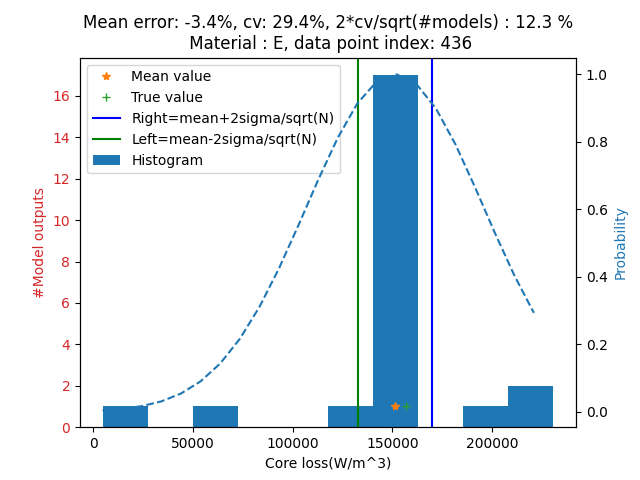 Mean error: -3.4%, cv: 29.4%, 2*cv/sqrt(#models) : 12.3 %
Material : E, data point index: 436
Mean value
True value
Right=mean+2sigma/sqrt(N)
Left=mean-2sigma/sqrt(N)
Histogram
#Model outputs
16
14
12
10
8
6
4
2
0
1.0
0.8
0.6
0.4
0.2
0.0
Probability
0
50000
100000
150000
200000
Core loss(W/m^3)